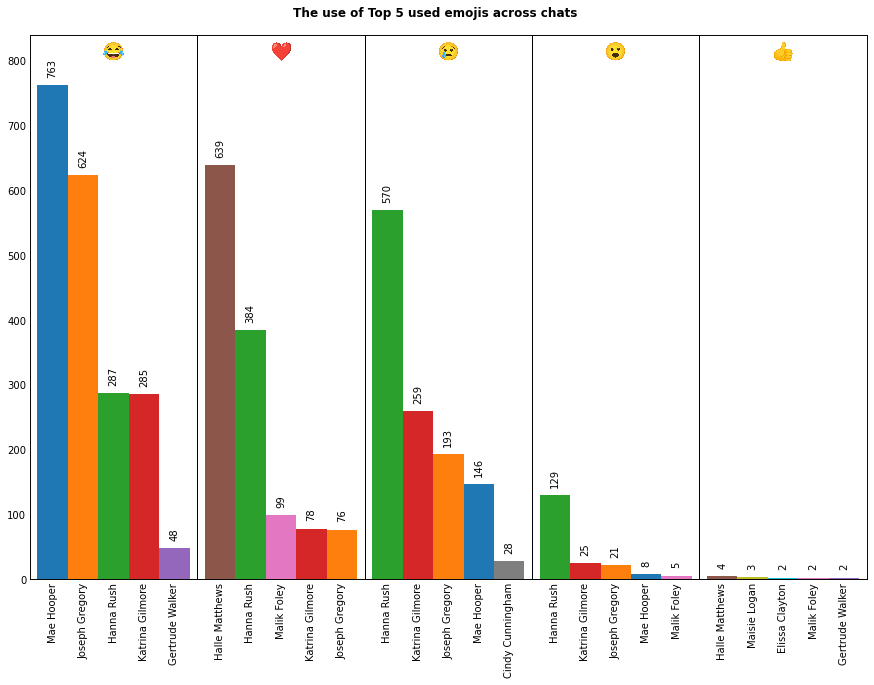 The use of Top 5 used emojis across chats
😂 ❤️ 😢 😮 👍
800
700
600
500
400
300
200
100
0
763
624
287
285
48
639
384
99
78
76
570
259
193
146
28
129
25
21
8
5
4
3
2
2
2
Mae Hooper
Joseph Gregory
Hanna Rush
Katrina Gilmore
Gertrude Walker
Halle Matthews
Hanna Rush
Malik Foley
Katrina Gilmore
Joseph Gregory
Hanna Rush
Katrina Gilmore
Joseph Gregory
Mae Hooper
Cindy Cunningham
Hanna Rush
Katrina Gilmore
Joseph Gregory
Mae Hooper
Malik Foley
Halle Matthews
Maisie Logan
Elissa Clayton
Malik Foley
Gertrude Walker